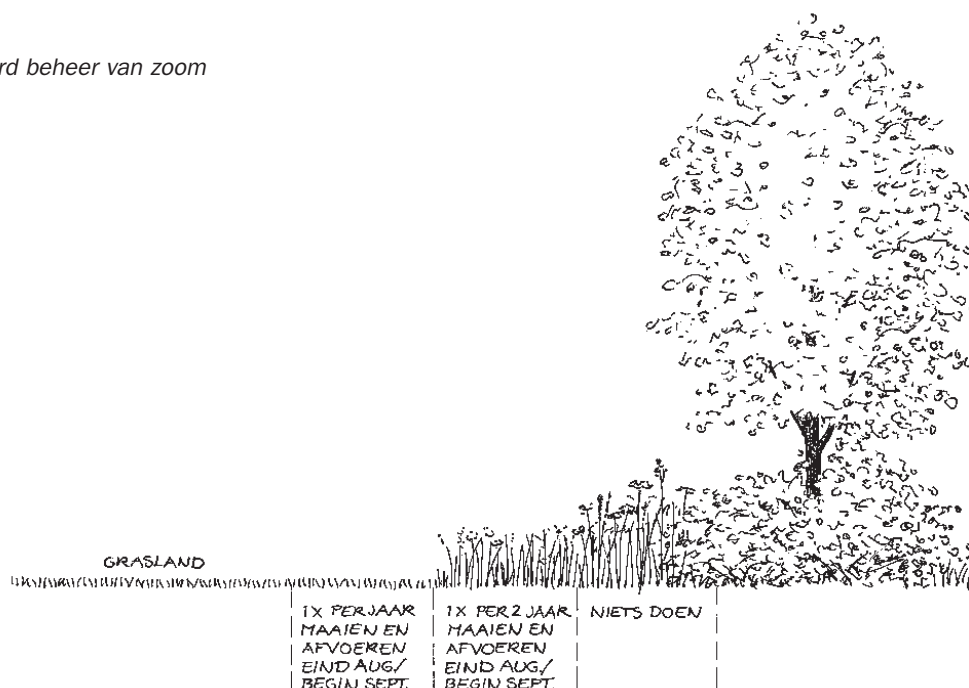 rd beheer van zoom
GRASLAND
1X PER JAAR
MAAIEN EN
AFVOEREN
EIND AUG/
BEGIN SEPT.
1X PER 2 JAAR
MAAIEN EN
AFVOEREN
EIND AUG/
BEGIN SEPT.
NIETS DOEN